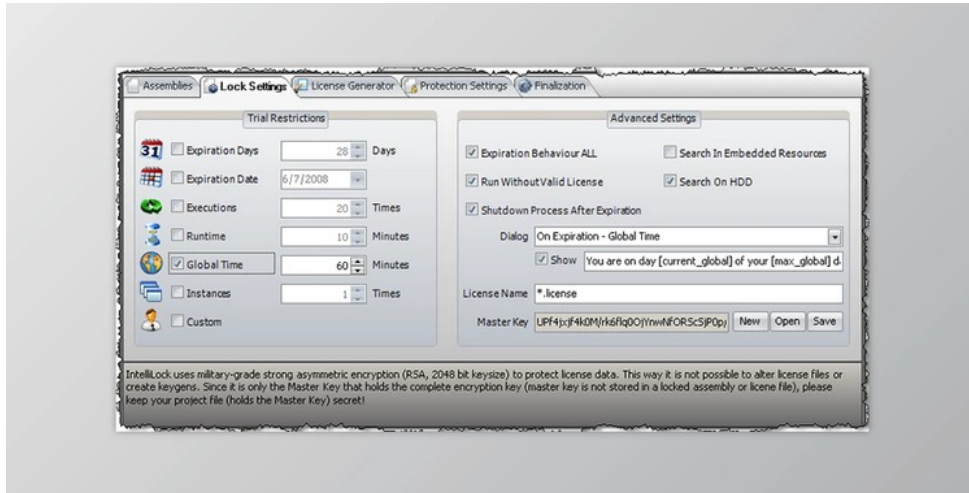 Assemblies Lock Settings License Generator Protection Settings Finalization
Trial Restrictions
Expiration Days 28 Days
Expiration Date 6/7/2008
Executions 20 Times
Runtime 10 Minutes
Global Time 60 Minutes
Instances 1 Times
Custom
Advanced Settings
Expiration Behaviour ALL Search In Embedded Resources
Run Without Valid License Search On HDD
Shutdown Process After Expiration
Dialog On Expiration - Global Time
Show You are on day [current_global] of your [max_global] d
License Name *.license
Master Key New Open Save
IntelliLock uses military-grade strong asymmetric encryption (RSA, 2048 bit keysize) to protect license data. This way it is not possible to alter license files or
create keygens. Since it is only the Master Key that holds the complete encryption key (master key is not stored in a locked assembly or licene file), please
keep your project file (holds the Master Key) secret!